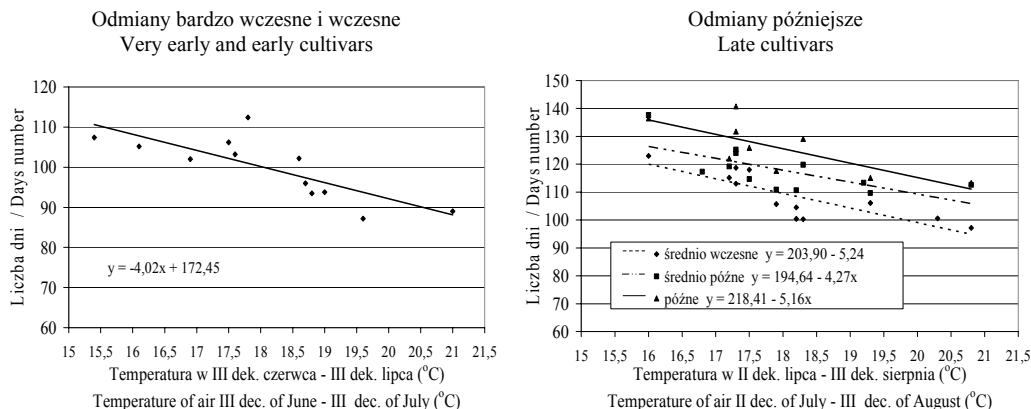 Odmiany bardzo wczesne i wczesne
Very early and early cultivars
Liczba dni / Days number
120
110
100
90
80
70
60
y = -4,02x + 172,45
15 15,5 16 16,5 17 17,5 18 18,5 19 19,5 20 20,5 21 21,5
Temperatura w III dek. czerwca - III dek. lipca (°C)
Temperature of air III dec. of June - III dec. of July (°C)
Odmiany późniejsze
Late cultivars
Liczba dni / Days number
150
140
130
120
110
100
90
80
70
60
średnio wczesne y = 203,90 - 5,24
średnio późne y = 194,64 - 4,27x
późne y = 218,41 - 5,16x
15 15,5 16 16,5 17 17,5 18 18,5 19 19,5 20 20,5 21 21,5
Temperatura w II dek. lipca - III dek. sierpnia (°C)
Temperature of air II dec. of July - III dec. of August (°C)